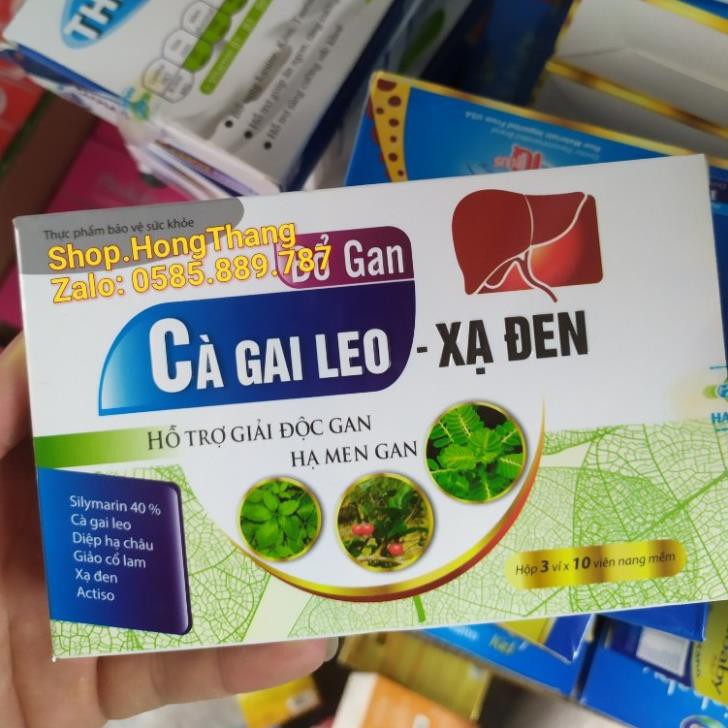 Thực phẩm bảo vệ sức khỏe
Shop.HongThang
Zalo: 0585.889.787
Bổ Gan
CÀ GAI LEO - XẠ ĐEN
HỖ TRỢ GIẢI ĐỘC GAN
HẠ MEN GAN
Silymarin 40 %
Cà gai leo
Diệp hạ châu
Giảo cổ lam
Xạ đen
Actiso
Hộp 3 vỉ x 10 viên nang mềm